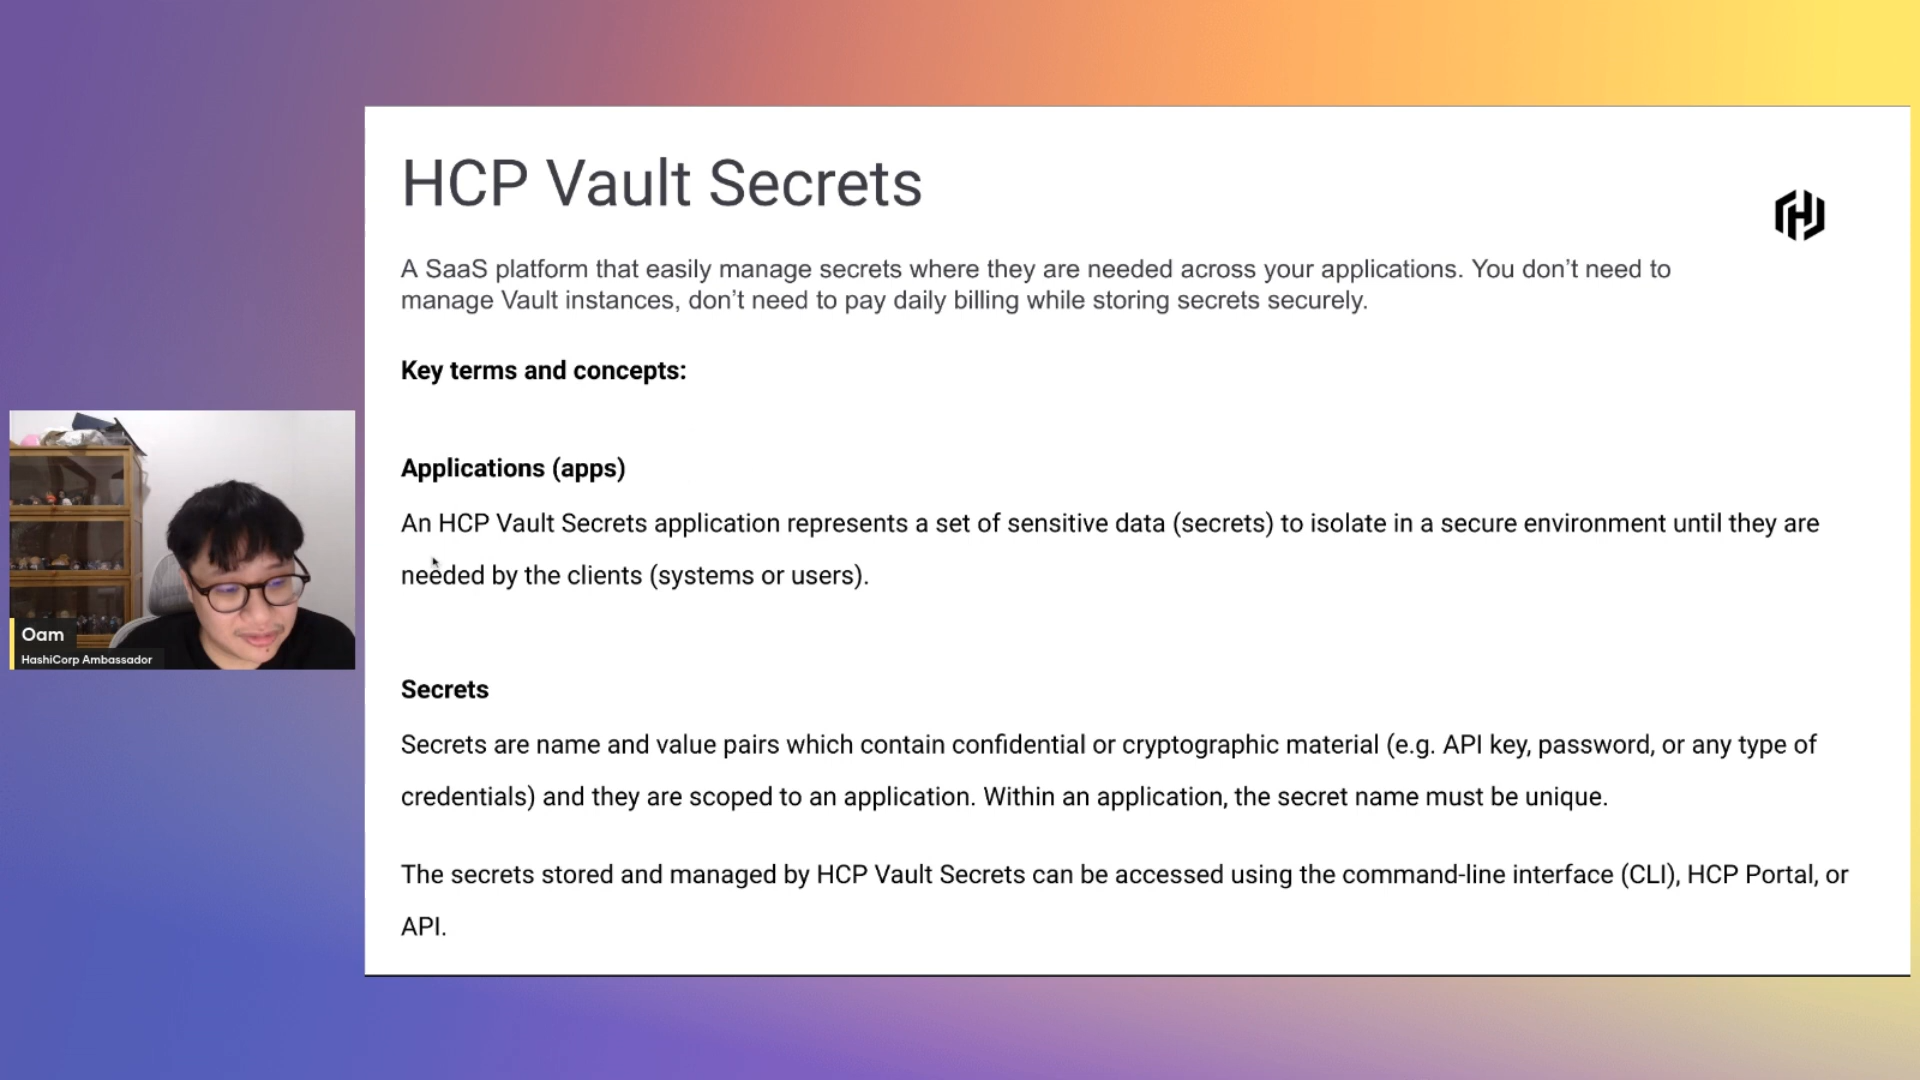 HCP Vault Secrets
A SaaS platform that easily manage secrets where they are needed across your applications. You don’t need to
manage Vault instances, don’t need to pay daily billing while storing secrets securely.
Key terms and concepts:
Applications (apps)
An HCP Vault Secrets application represents a set of sensitive data (secrets) to isolate in a secure environment until they are
needed by the clients (systems or users).
Secrets
Secrets are name and value pairs which contain confidential or cryptographic material (e.g. API key, password, or any type of
credentials) and they are scoped to an application. Within an application, the secret name must be unique.
The secrets stored and managed by HCP Vault Secrets can be accessed using the command-line interface (CLI), HCP Portal, or
API.
Oam
HashiCorp Ambassador